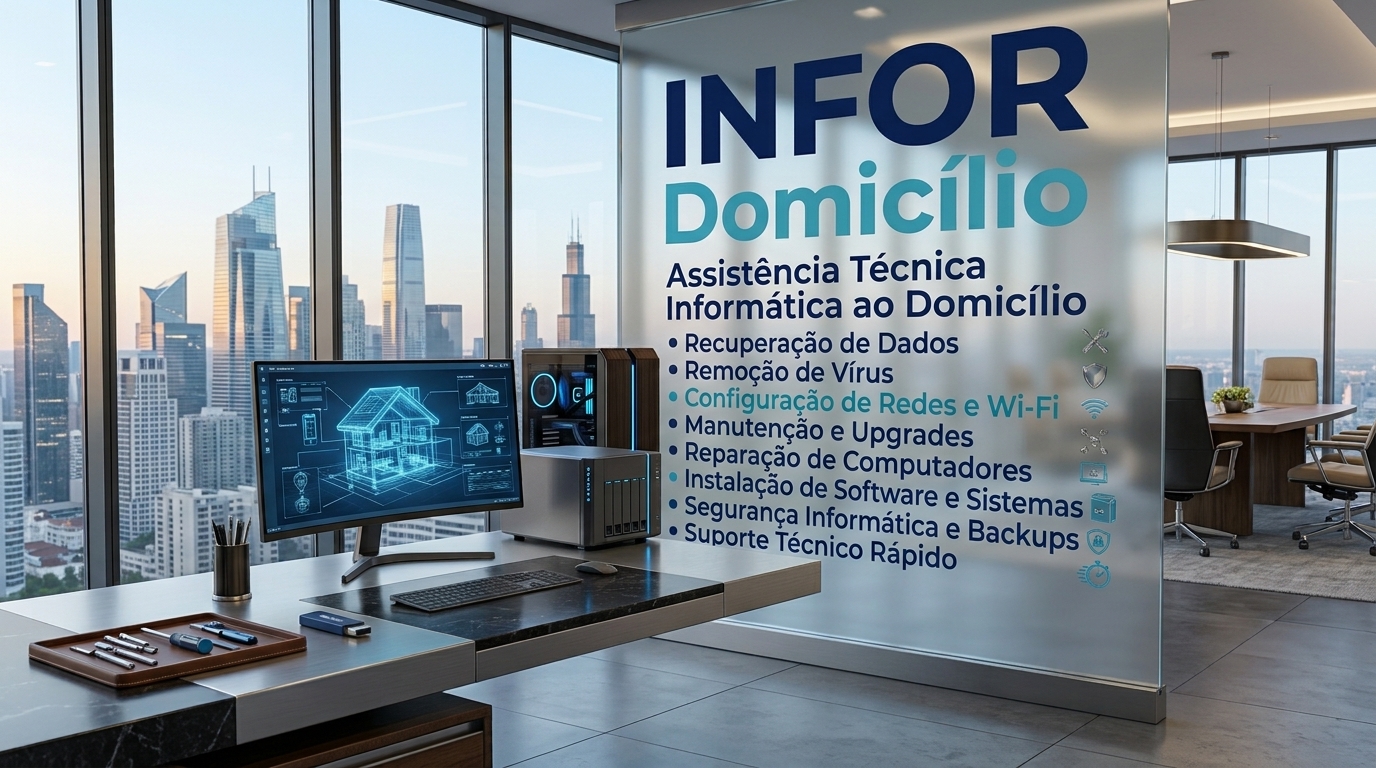 INFOR
Domicílio
Assistência Técnica
Informática ao Domicílio
• Recuperação de Dados
• Remoção de Vírus
• Configuração de Redes e Wi-Fi
• Manutenção e Upgrades
• Reparação de Computadores
• Instalação de Software e Sistemas
• Segurança Informática e Backups
• Suporte Técnico Rápido